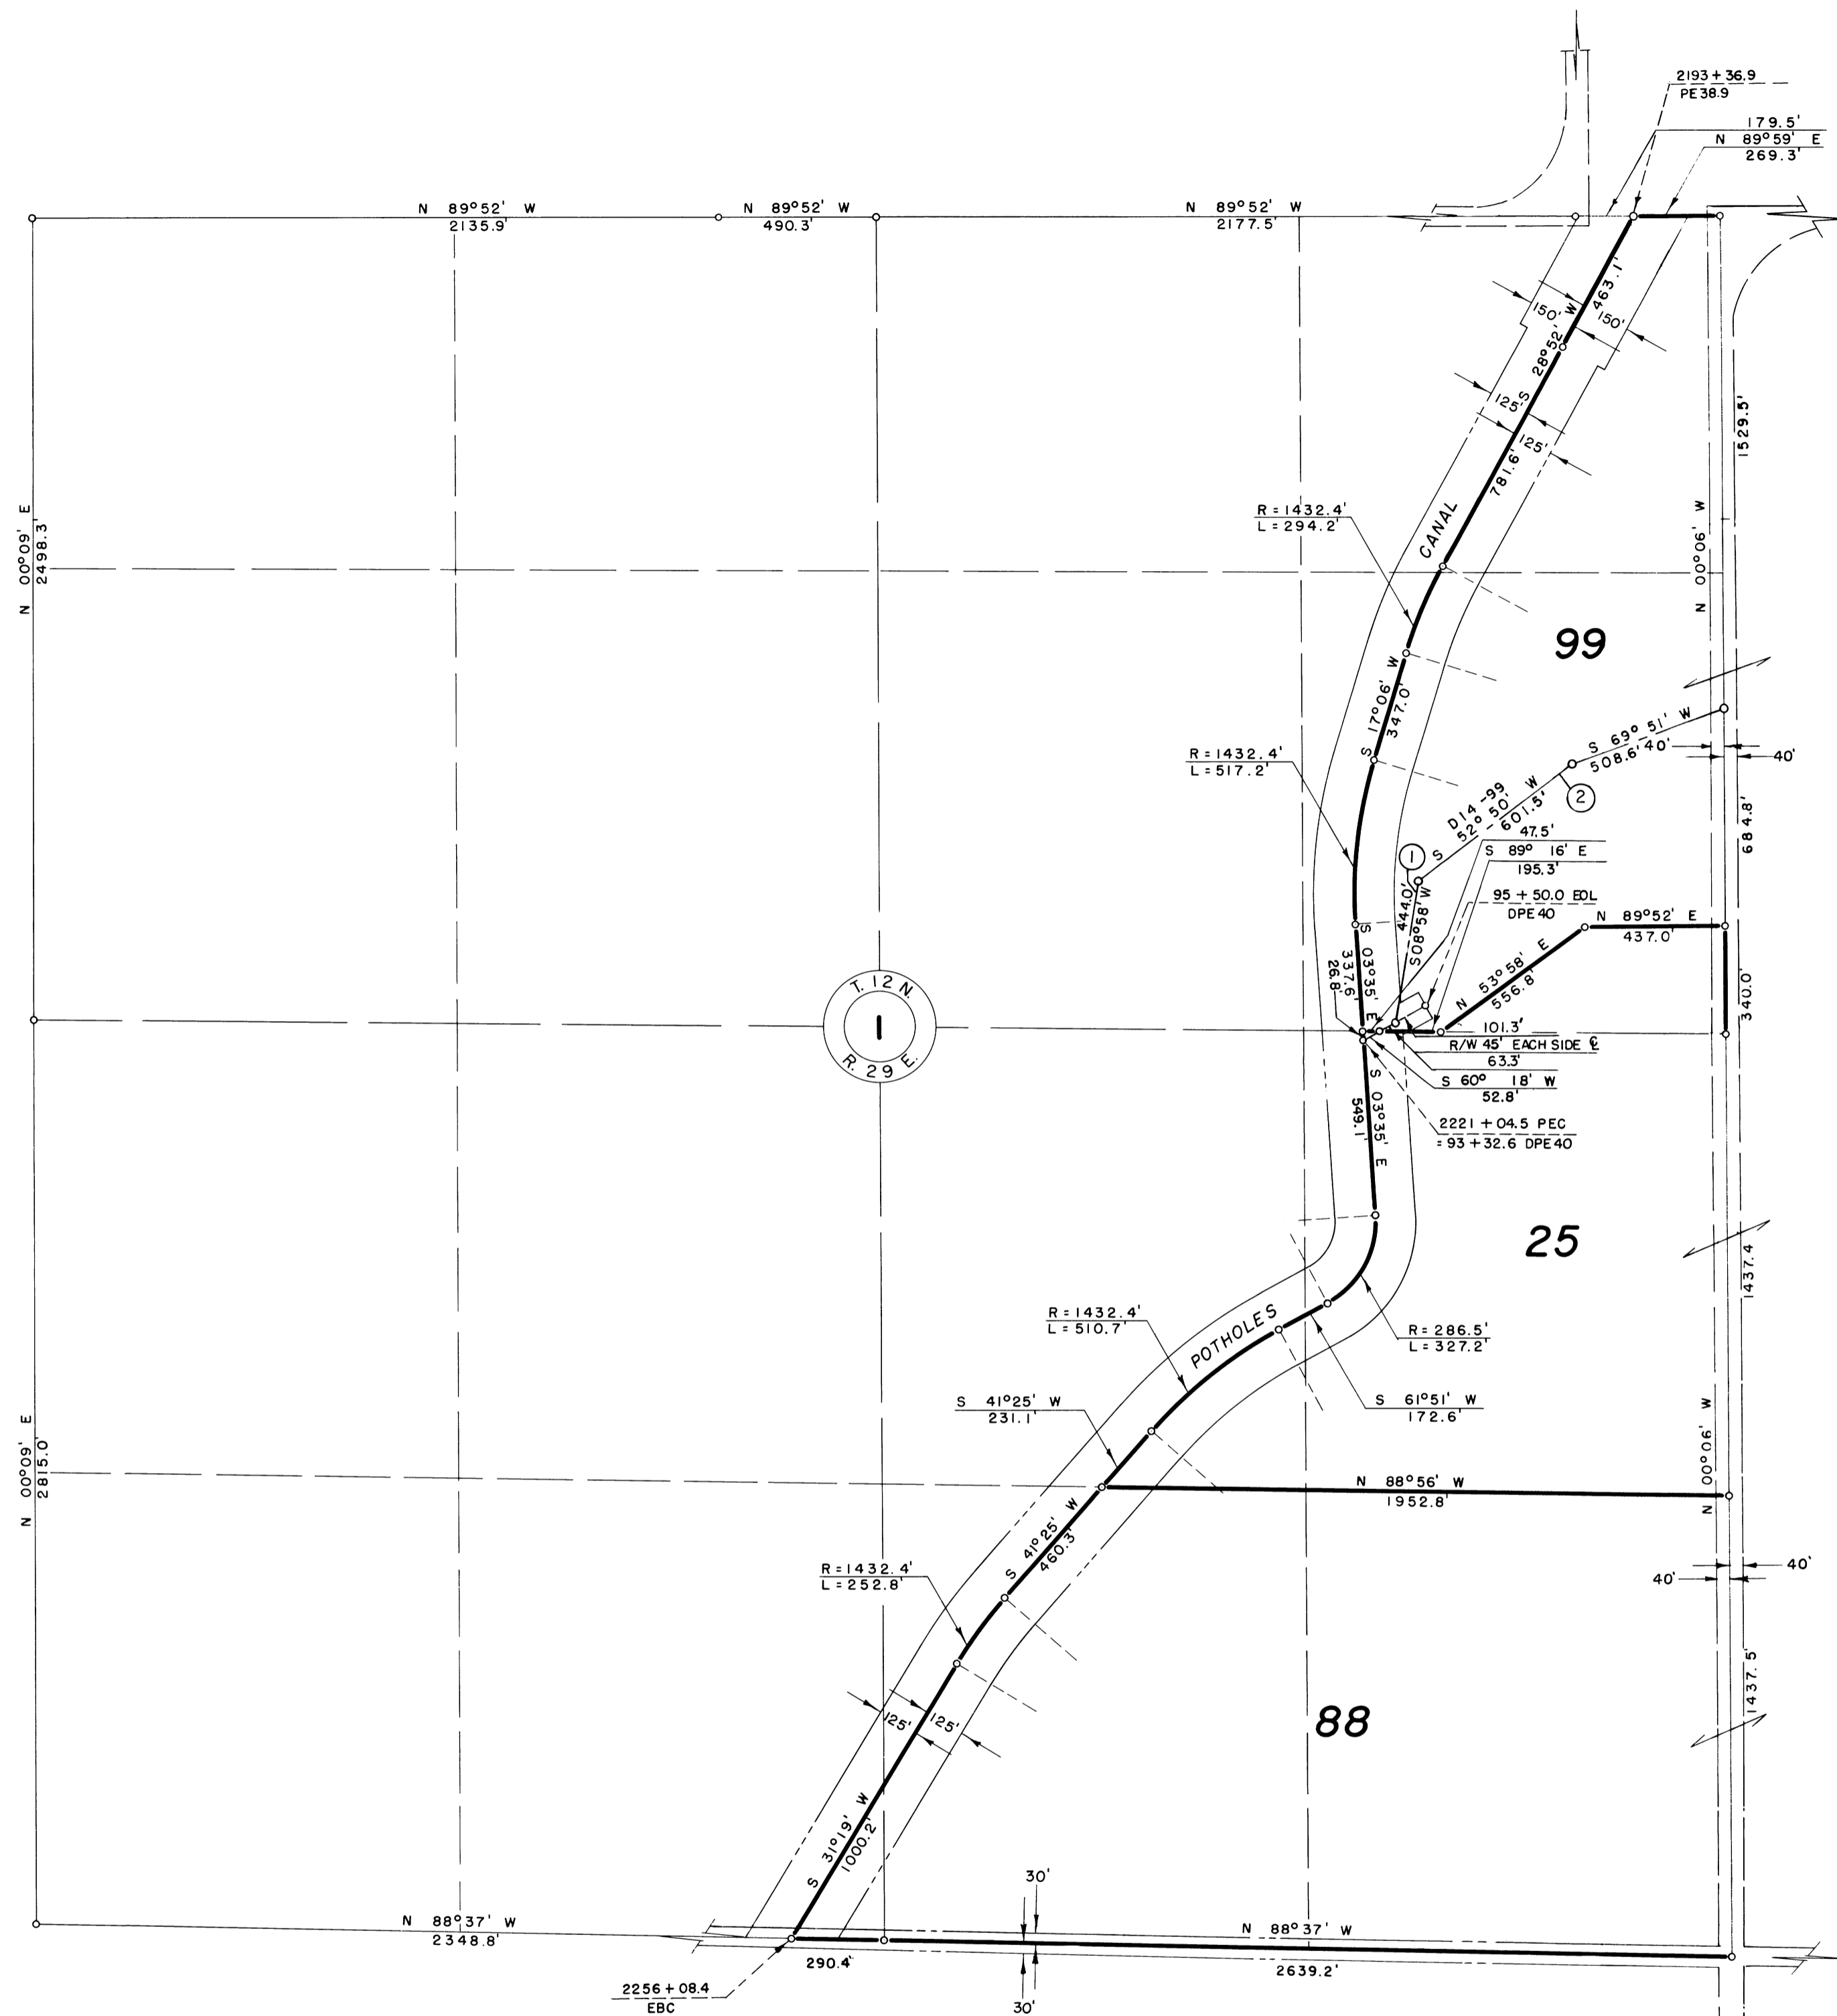 2193 + 36.9
PE38.9
179.5'
N 89°59' E
269.3'
N 89°52' W
2135.9'
N 89°52' W
490.3'
N 89°52' W
2177.5'
463.1'
150'
150'
S 28°52' W
125'
125'
781.6'
1529.5'
N 00°09' E
2498.3
R = 1432.4'
L = 294.2'
CANAL
N 00°06' W
99
S 17°06' W
347.0'
S 69° 51' W
508.6'
40'
40'
R = 1432.4'
L = 517.2'
D14 -99
S 52° 50' W
- 601.5'
2
684.8'
47.5'
S 89° 16' E
195.3'
1
444.0'
S08°58' W
95 + 50.0 EOL
DPE40
N 89°52' E
437.0'
S 03°35' E
337.6'
26.8'
N 53°58' E
556.8'
340.0'
T. 12 N.
1
R. 29 E.
101.3'
R/W 45' EACH SIDE ℄
63.3'
S 60° 18' W
52.8'
S 03°35' E
549.1'
2221 + 04.5 PEC
= 93 + 32.6 DPE40
25
1437.4
R = 1432.4'
L = 510.7'
POTHOLES
R = 286.5'
L = 327.2'
S 41°25' W
231.1'
S 61°51' W
172.6'
N 00°09' E
2815.0'
N 00°06' W
N 88°56' W
1952.8'
S 41°25' W
460.3'
R = 1432.4'
L = 252.8'
40'
40'
1437.5'
88
125'
125'
S 31°19' W
1000.2'
30'
N 88°37' W
2348.8'
N 88°37' W
2639.2'
290.4'
2256 + 08.4
EBC
30'